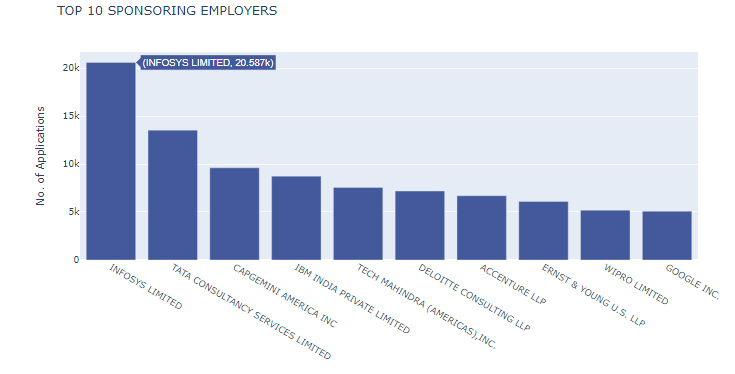 TOP 10 SPONSORING EMPLOYERS
(INFOSYS LIMITED, 20.587k)
No. of Applications
20k
15k
10k
5k
0
INFOSYS LIMITED
TATA CONSULTANCY SERVICES LIMITED
CAPGEMINI AMERICA INC
IBM INDIA PRIVATE LIMITED
TECH MAHINDRA (AMERICAS),INC.
DELOITTE CONSULTING LLP
ACCENTURE LLP
ERNST & YOUNG U.S. LLP
WIPRO LIMITED
GOOGLE INC.